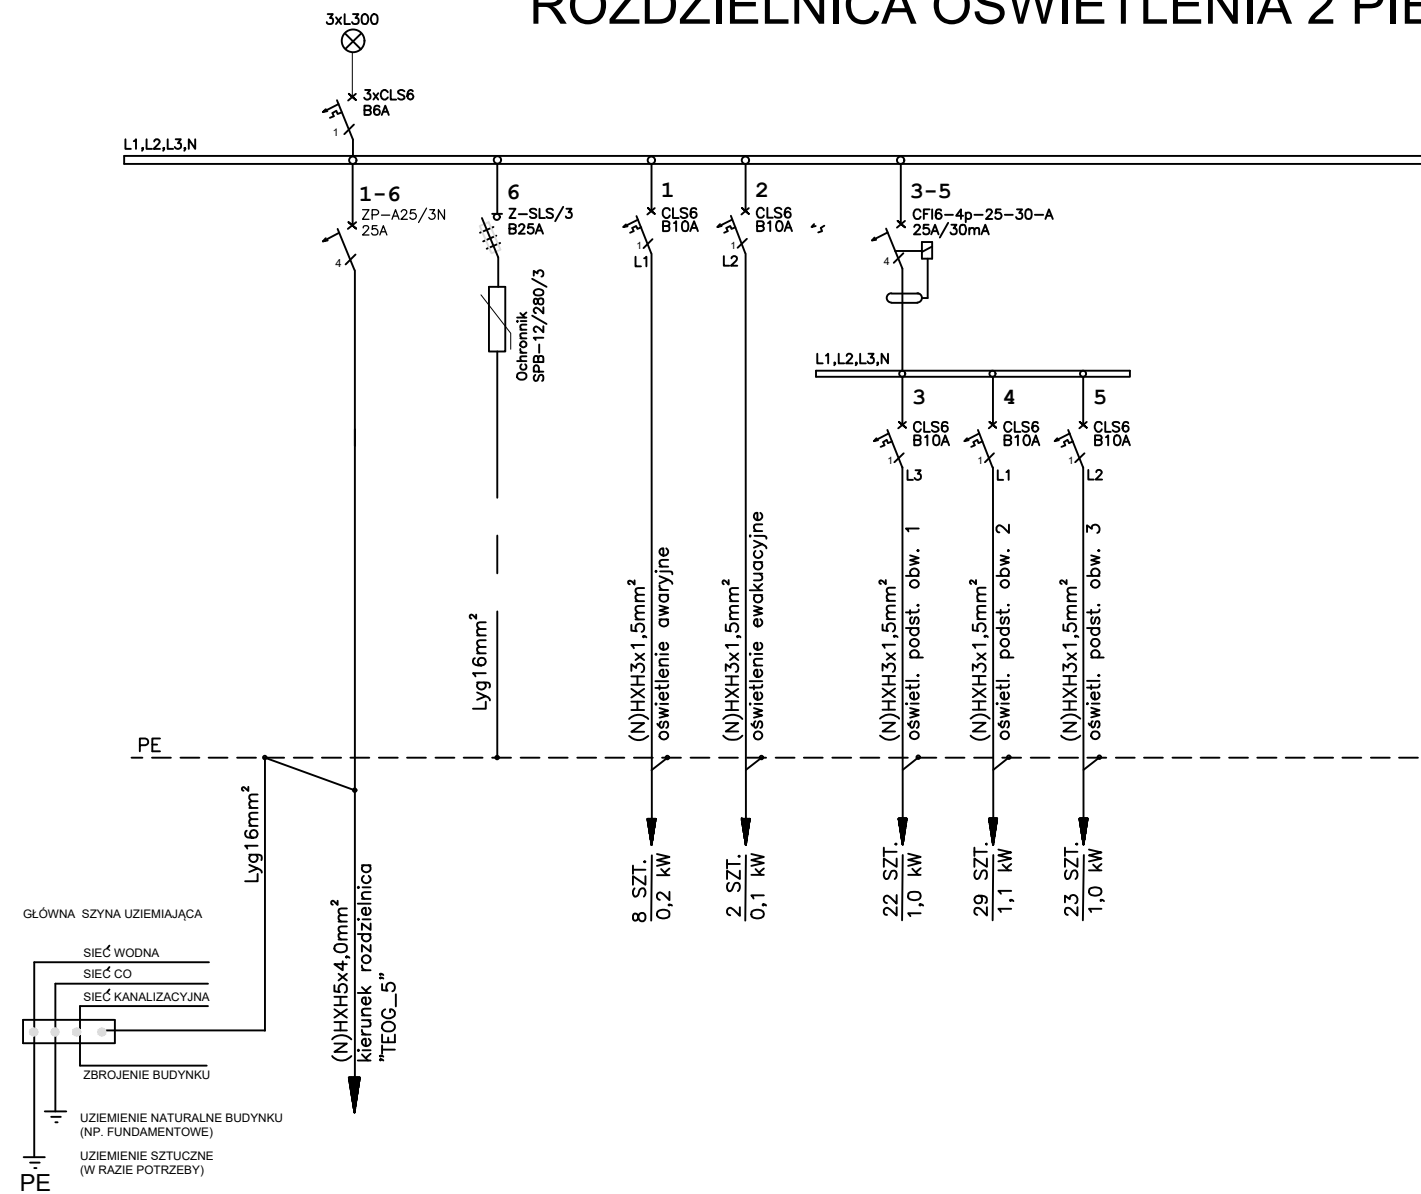 ROZDZIELNICA OŚWIETLENIA 2 PIĘ
3xL300
3xCLS6
B6A
1
L1,L2,L3,N
1-6
ZP-A25/3N
25A
4
6
Z-SLS/3
B25A
Ochronnik
SPB-12/280/3
1
CLS6
B10A
1
L1
2
CLS6
B10A
1
L2
3-5
CFI6-4p-25-30-A
25A/30mA
4
L1,L2,L3,N
3
CLS6
B10A
1
L3
4
CLS6
B10A
1
L1
5
CLS6
B10A
1
L2
Lyg16mm²
(N)HXH3x1,5mm²
oświetlenie awaryjne
(N)HXH3x1,5mm²
oświetlenie ewakuacyjne
(N)HXH3x1,5mm²
oświetl. podst. obw. 1
(N)HXH3x1,5mm²
oświetl. podst. obw. 2
(N)HXH3x1,5mm²
oświetl. podst. obw. 3
PE
Lyg16mm²
8 SZT.
0,2 kW
2 SZT.
0,1 kW
22 SZT.
1,0 kW
29 SZT.
1,1 kW
23 SZT.
1,0 kW
(N)HXH5x4,0mm²
kierunek rozdzielnica
"TEOG_5"
GŁÓWNA SZYNA UZIEMIAJĄCA
SIEĆ WODNA
SIEĆ CO
SIEĆ KANALIZACYJNA
ZBROJENIE BUDYNKU
UZIEMIENIE NATURALNE BUDYNKU
(NP. FUNDAMENTOWE)
UZIEMIENIE SZTUCZNE
(W RAZIE POTRZEBY)
PE